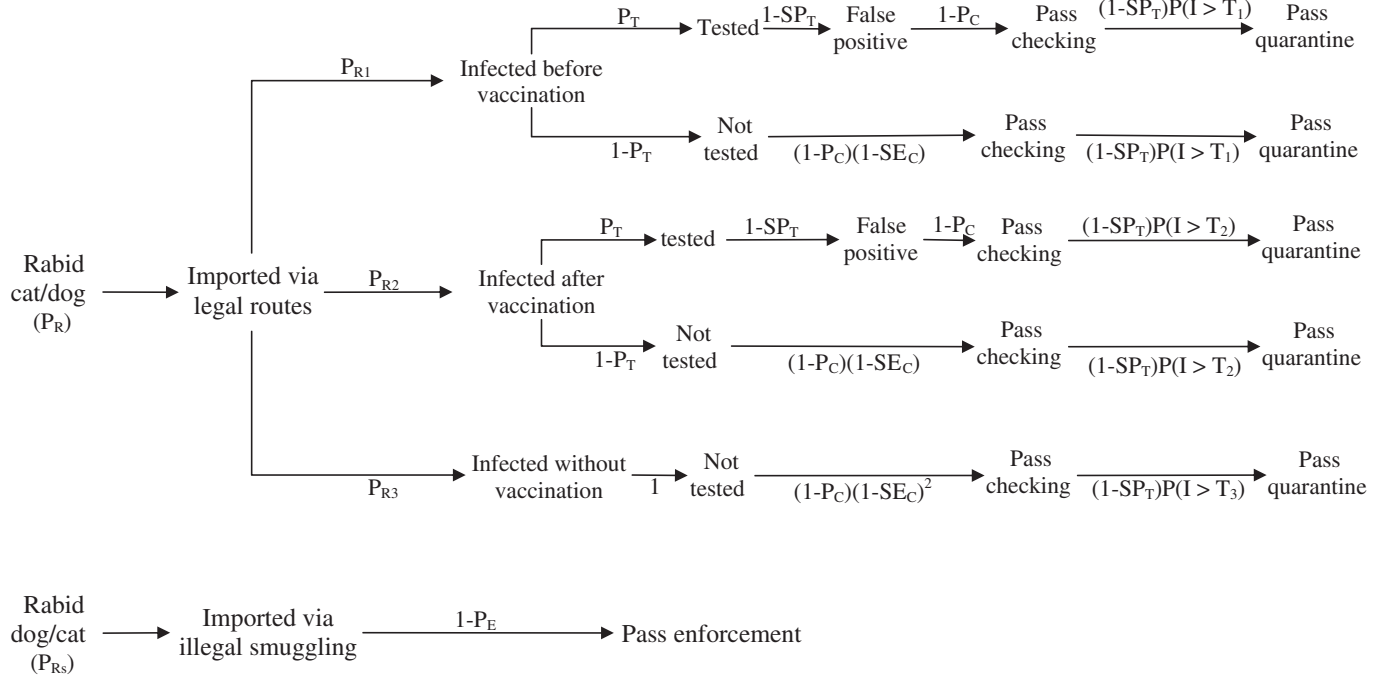 P_T
Tested
1-SP_T
False
positive
1-P_C
Pass
checking
(1-SP_T)P(I > T_1)
Pass
quarantine
P_R1
Infected before
vaccination
1-P_T
Not
tested
(1-P_C)(1-SE_C)
Pass
checking
(1-SP_T)P(I > T_1)
Pass
quarantine
Rabid
cat/dog
(P_R)
Imported via
legal routes
P_R2
Infected after
vaccination
P_T
tested
1-SP_T
False
positive
1-P_C
Pass
checking
(1-SP_T)P(I > T_2)
Pass
quarantine
1-P_T
Not
tested
(1-P_C)(1-SE_C)
Pass
checking
(1-SP_T)P(I > T_2)
Pass
quarantine
P_R3
Infected without
vaccination
1
Not
tested
(1-P_C)(1-SE_C)²
Pass
checking
(1-SP_T)P(I > T_3)
Pass
quarantine
Rabid
dog/cat
(P_Rs)
Imported via
illegal smuggling
1-P_E
Pass enforcement